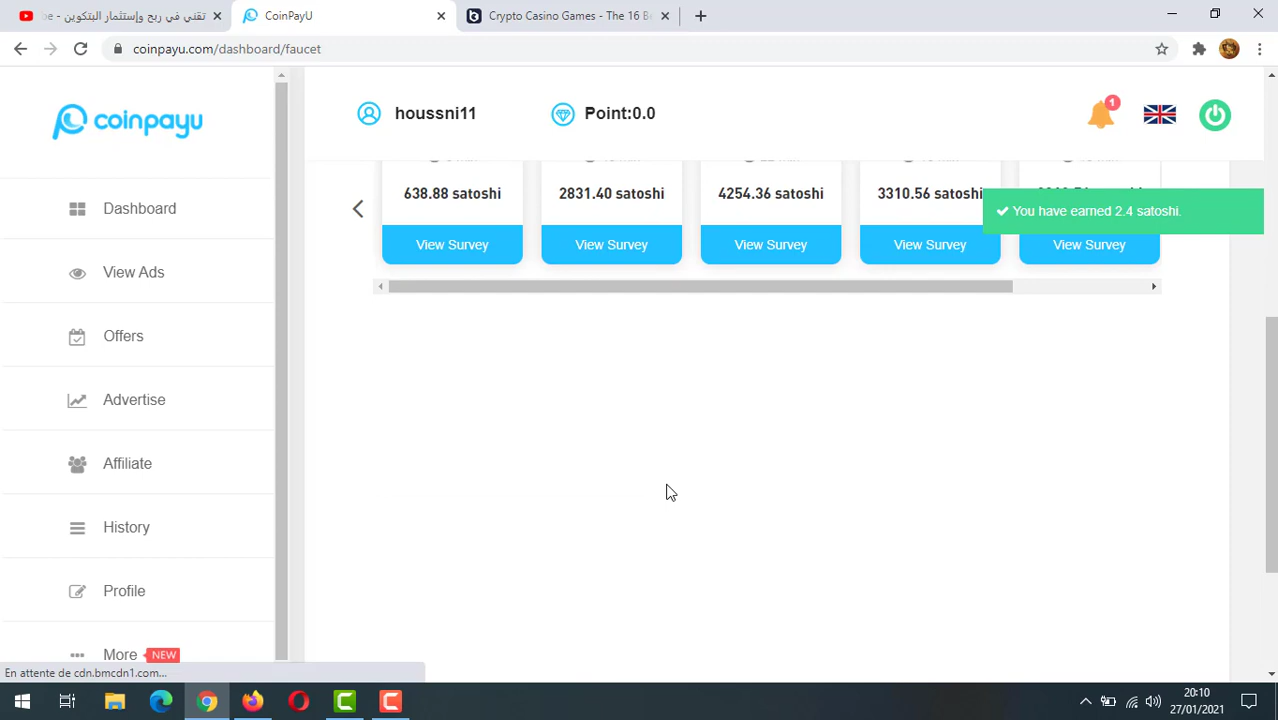 تقني في ربح وإستثمار البتكوين - be
CoinPayU
Crypto Casino Games - The 16 Be
coinpayu.com/dashboard/faucet
coinpayu
houssni11
Point:0.0
1
Dashboard
View Ads
Offers
Advertise
Affiliate
History
Profile
More NEW
638.88 satoshi
2831.40 satoshi
4254.36 satoshi
3310.56 satoshi
You have earned 2.4 satoshi.
View Survey
View Survey
View Survey
View Survey
View Survey
En attente de cdn.bmcdn1.com...
20:10
27/01/2021